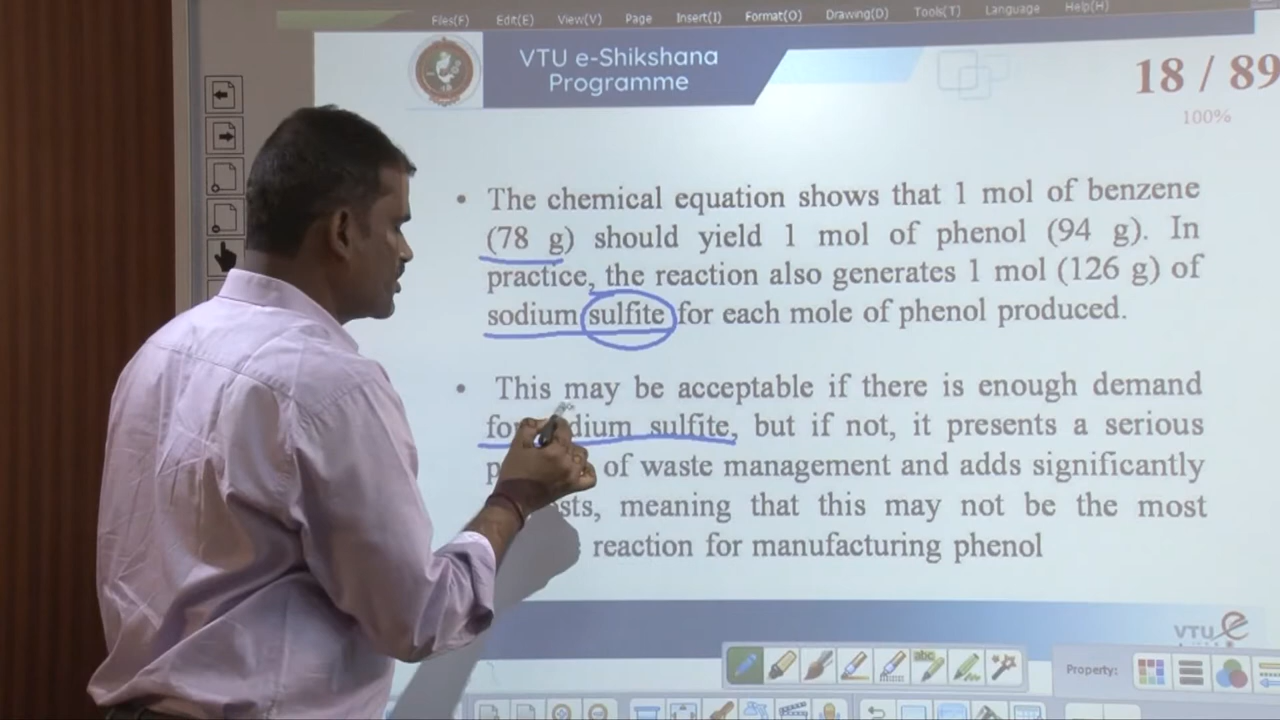 Files(F) Edit(E) View(V) Page Insert(I) Format(O) Drawing(D) Tools(T) Language Help(H)
VTU e-Shikshana
Programme
18 / 89
100%
• The chemical equation shows that 1 mol of benzene
(78 g) should yield 1 mol of phenol (94 g). In
practice, the reaction also generates 1 mol (126 g) of
sodium sulfite for each mole of phenol produced.
• This may be acceptable if there is enough demand
sulfite, but if not, it presents a serious
of waste management and adds significantly
meaning that this may not be the most
reaction for manufacturing phenol
VTU e
abc
Property: